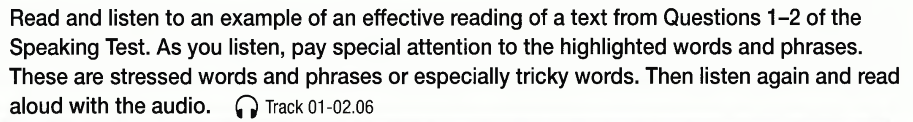 Read and listen to an example of an effective reading of a text from Questions 1–2 of the
Speaking Test. As you listen, pay special attention to the highlighted words and phrases.
These are stressed words and phrases or especially tricky words. Then listen again and read
aloud with the audio. Track 01-02.06